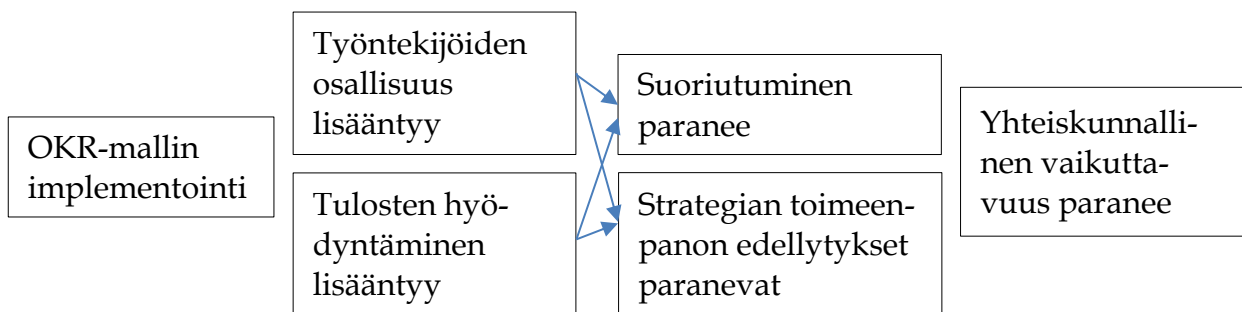 OKR-mallin
implementointi
Työntekijöiden
osallisuus
lisääntyy
Tulosten hyö-
dyntäminen
lisääntyy
Suoriutuminen
paranee
Strategian toimeen-
panon edellytykset
paranevat
Yhteiskunnalli-
nen vaikutta-
vuus paranee